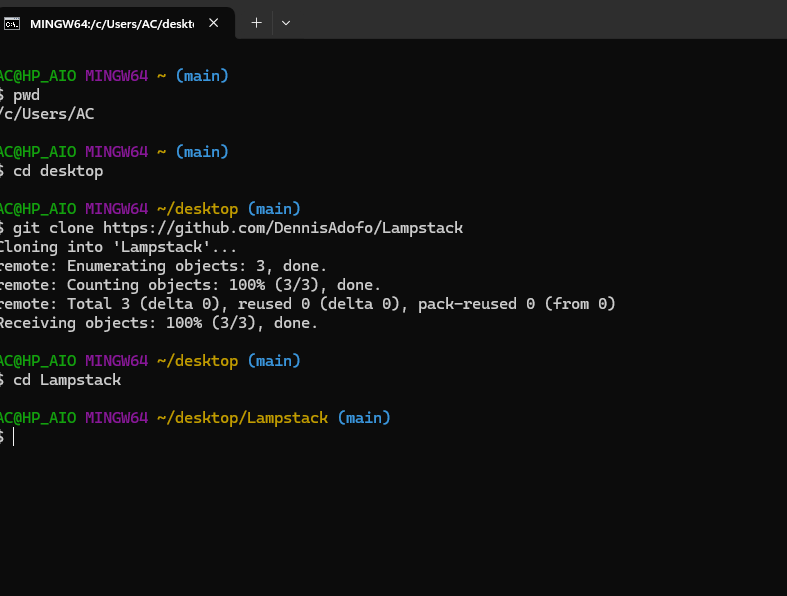 MINGW64:/c/Users/AC/deskt
AC@HP_AIO MINGW64 ~ (main)
$ pwd
/c/Users/AC
AC@HP_AIO MINGW64 ~ (main)
$ cd desktop
AC@HP_AIO MINGW64 ~/desktop (main)
$ git clone https://github.com/DennisAdofo/Lampstack
Cloning into 'Lampstack'...
remote: Enumerating objects: 3, done.
remote: Counting objects: 100% (3/3), done.
remote: Total 3 (delta 0), reused 0 (delta 0), pack-reused 0 (from 0)
Receiving objects: 100% (3/3), done.
AC@HP_AIO MINGW64 ~/desktop (main)
$ cd Lampstack
AC@HP_AIO MINGW64 ~/desktop/Lampstack (main)
$